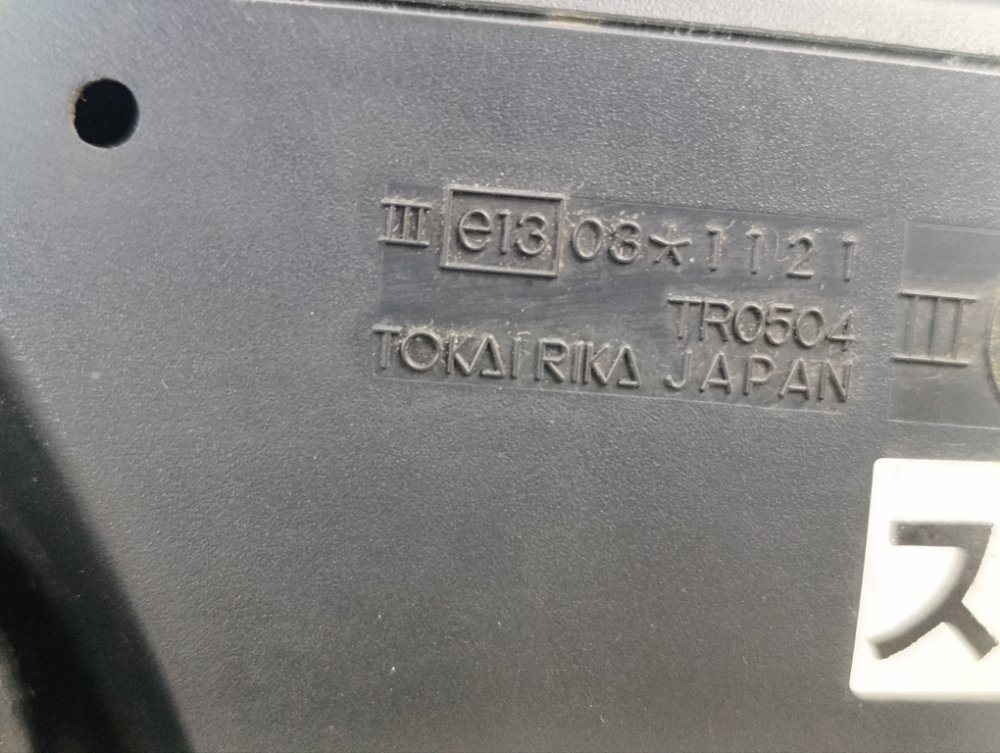 III e13 03*1121
TR0504
TOKAI RIKA JAPAN
III
ス